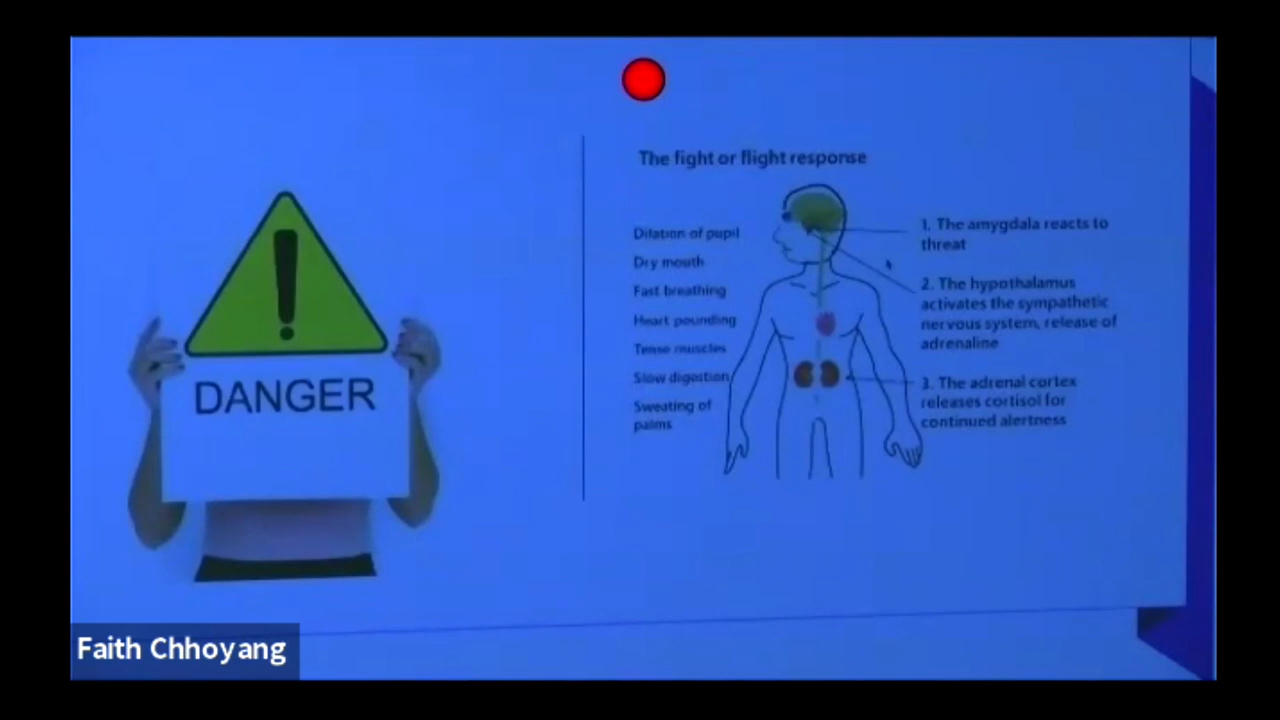 The fight or flight response
Dilation of pupil
Dry mouth
Fast breathing
Heart pounding
Tense muscles
Slow digestion
Sweating of
palms
1. The amygdala reacts to
threat
2. The hypothalamus
activates the sympathetic
nervous system, release of
adrenaline
3. The adrenal cortex
releases cortisol for
continued alertness
DANGER
Faith Chhoyang